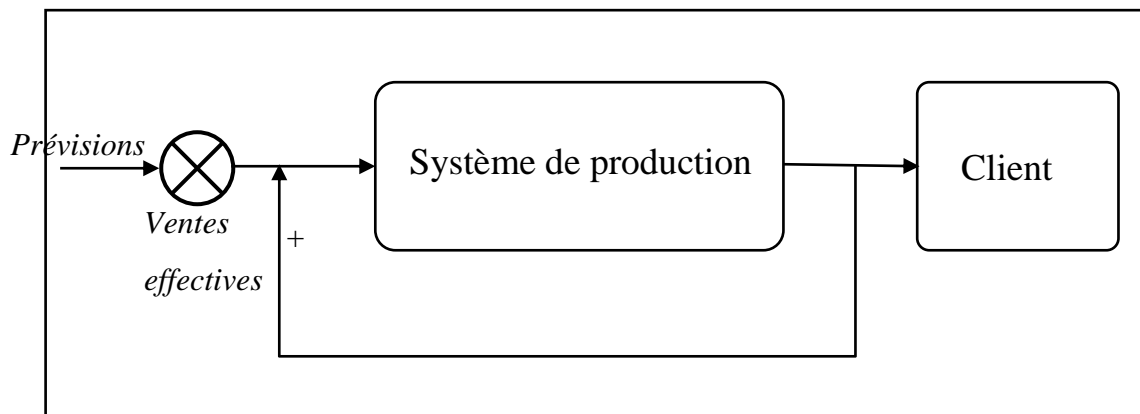 Prévisions
Système de production
Client
Ventes
+
effectives